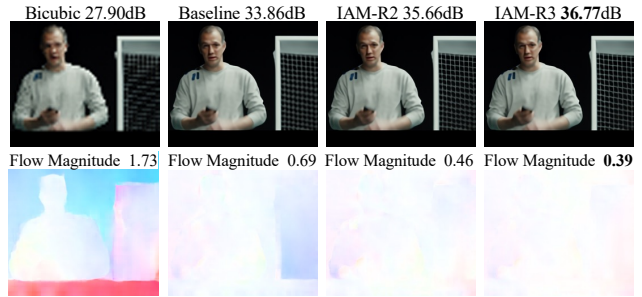 Bicubic 27.90dB
Baseline 33.86dB
IAM-R2 35.66dB
IAM-R3 36.77dB
Flow Magnitude 1.73
Flow Magnitude 0.69
Flow Magnitude 0.46
Flow Magnitude 0.39